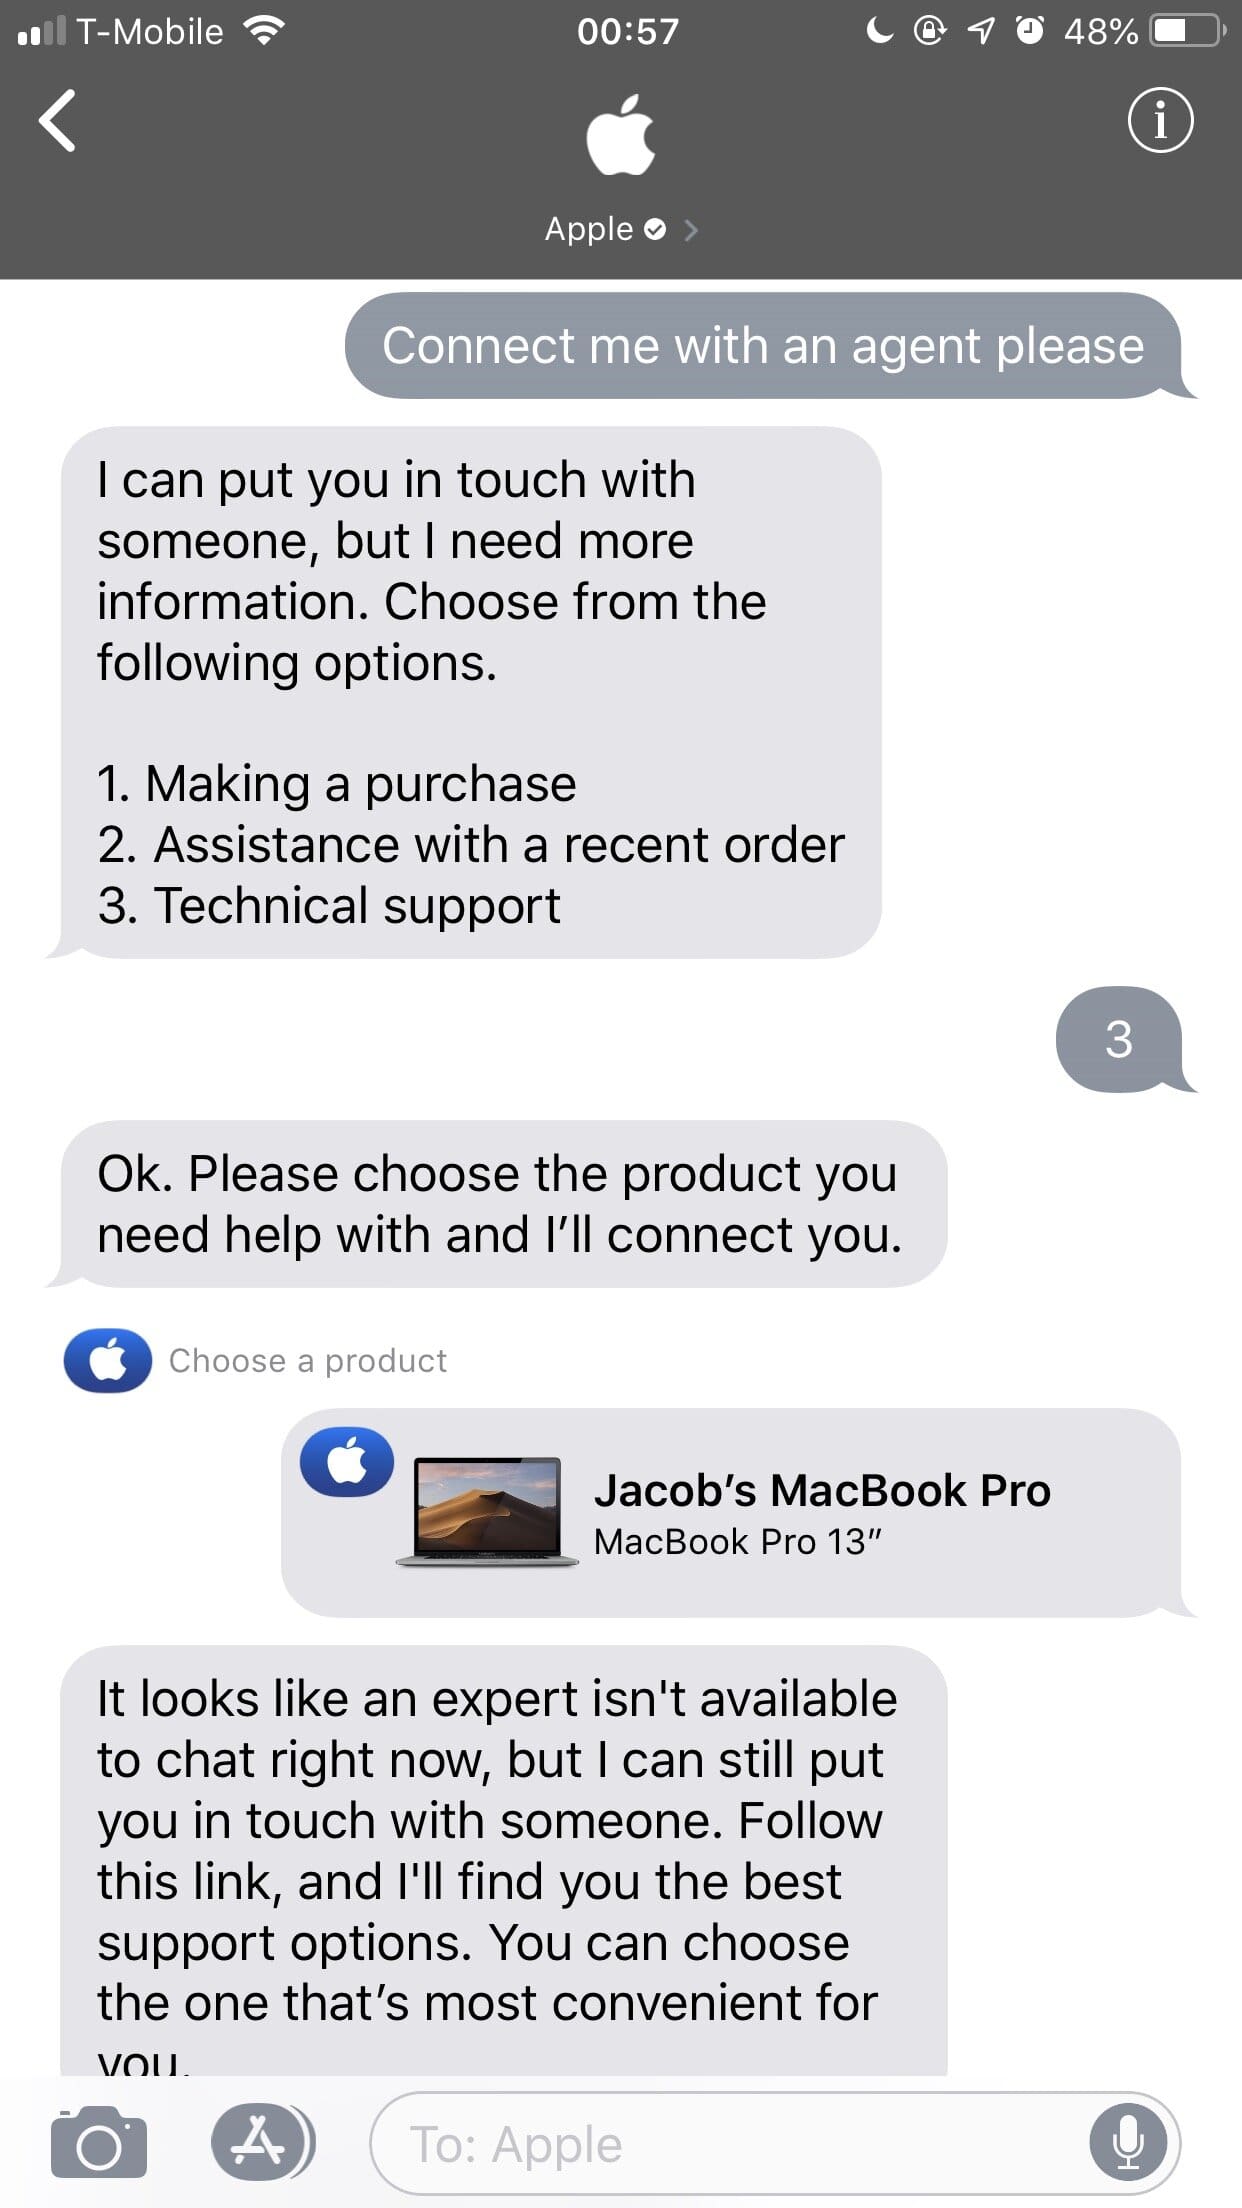 T-Mobile 00:57 48%
i
Apple
Connect me with an agent please
I can put you in touch with
someone, but I need more
information. Choose from the
following options.
1. Making a purchase
2. Assistance with a recent order
3. Technical support
3
Ok. Please choose the product you
need help with and I’ll connect you.
Choose a product
Jacob’s MacBook Pro
MacBook Pro 13”
It looks like an expert isn't available
to chat right now, but I can still put
you in touch with someone. Follow
this link, and I'll find you the best
support options. You can choose
the one that’s most convenient for
you.
To: Apple